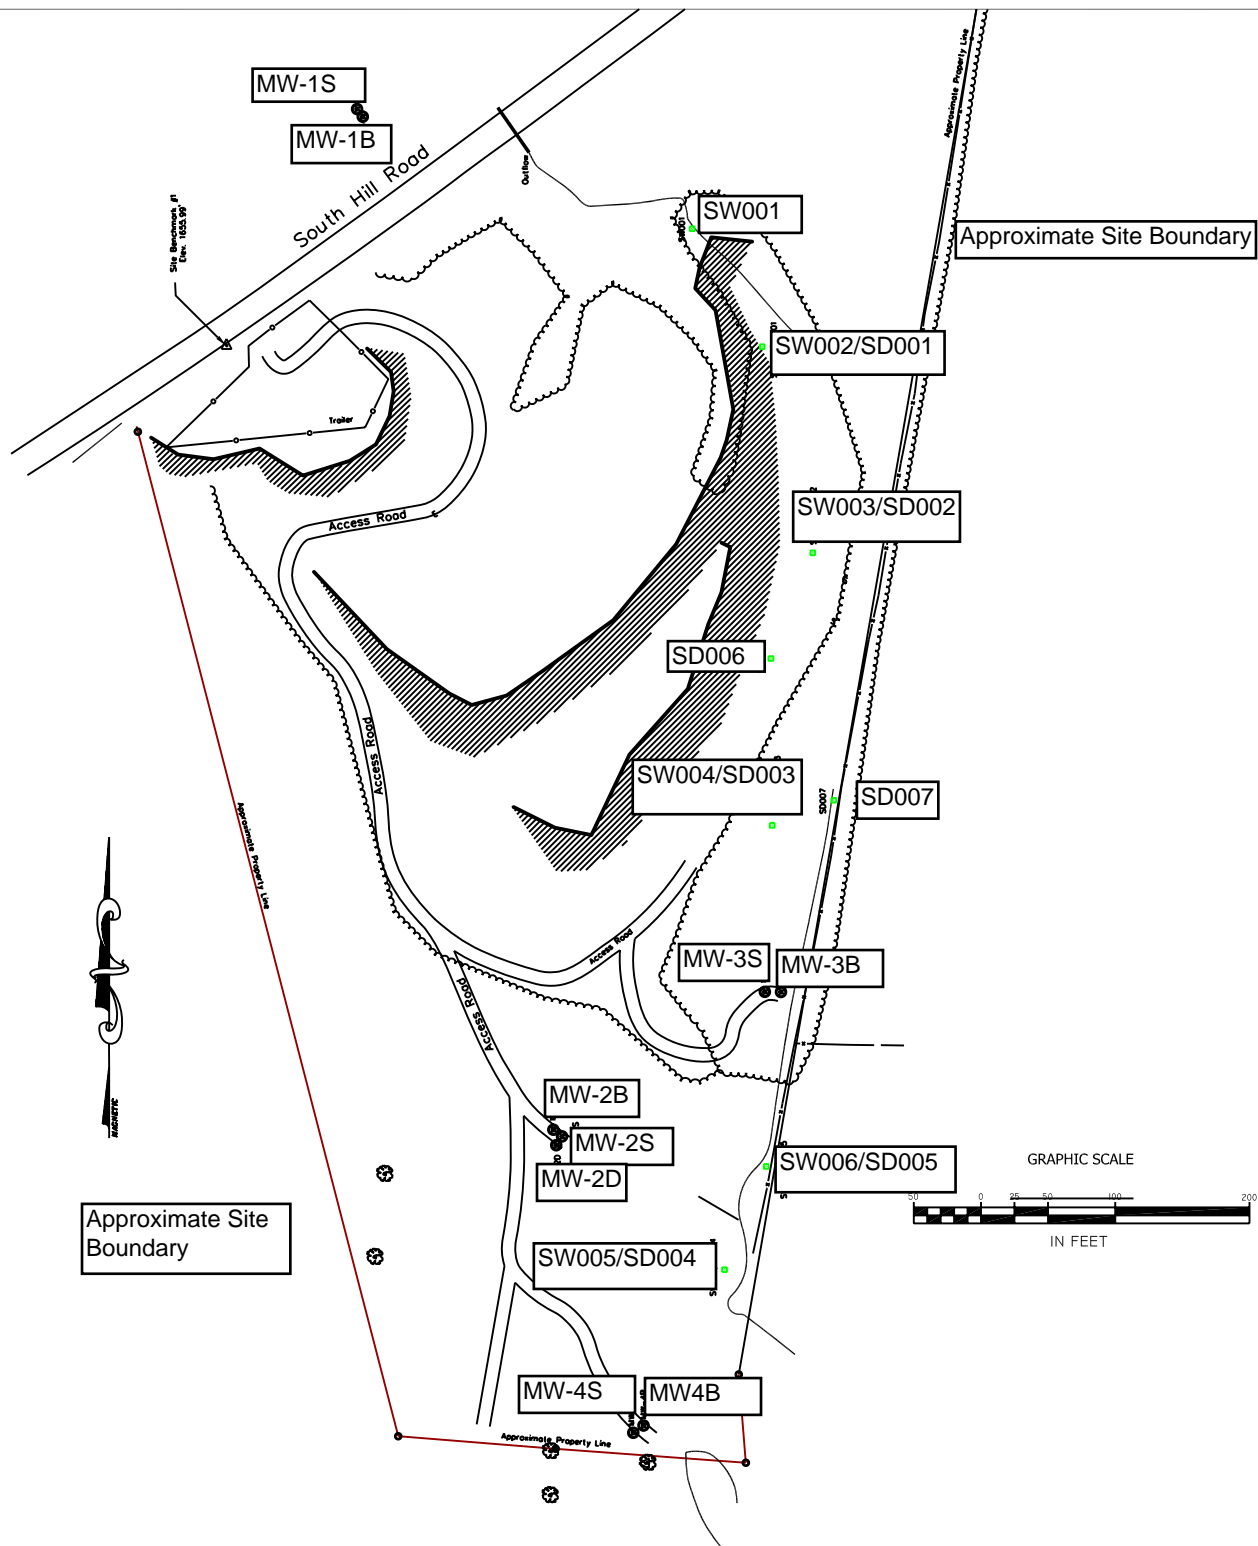 MW-1S
MW-1B
South Hill Road
Outflow
Approximate Property Line
Site Benchmark #1
Elev. 1655.99'
SW001
SW001
Approximate Site Boundary
SW002/SD001
Trailer
Access Road
SW003/SD002
SD006
Access Road
SW004/SD003
SD007
SD007
Approximate Property Line
Access Road
MW-3S
MW-3B
Access Road
MAGNETIC
MW-2B
MW-2S
MW-2D
SW006/SD005
GRAPHIC SCALE
50 0 25 50 100 200
IN FEET
Approximate Site
Boundary
SW005/SD004
MW-4S
MW4B
Approximate Property Line